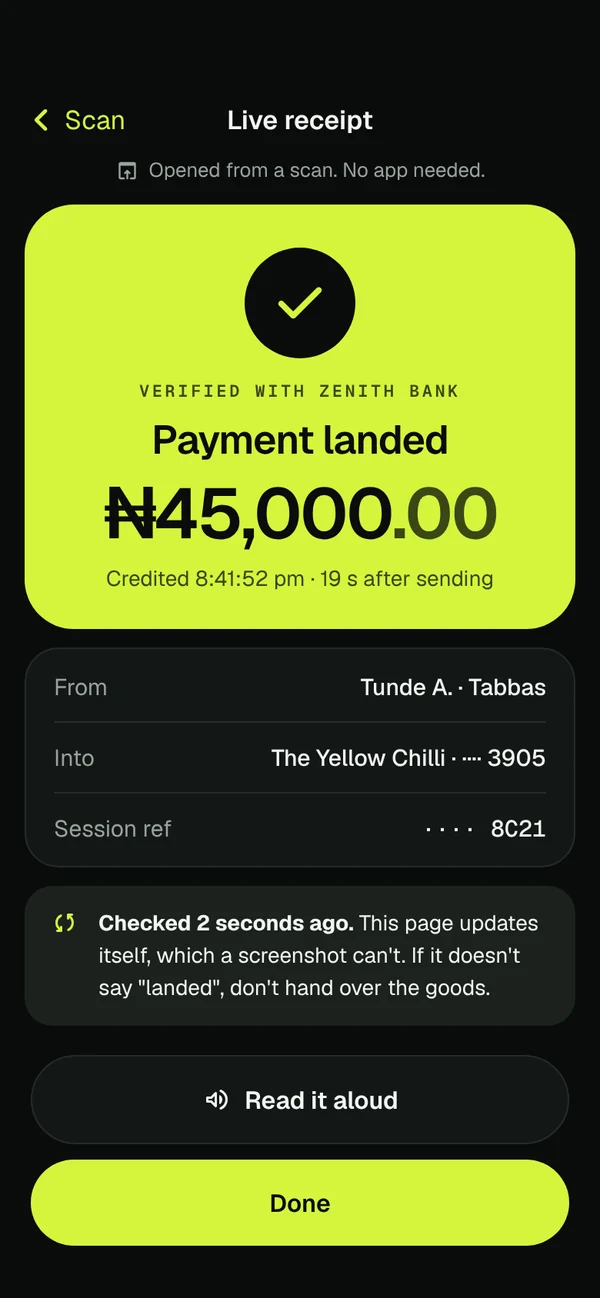 Scan
Live receipt
Opened from a scan. No app needed.
VERIFIED WITH ZENITH BANK
Payment landed
₦45,000.00
Credited 8:41:52 pm · 19 s after sending
From Tunde A. · Tabbas
Into The Yellow Chilli · ···· 3905
Session ref ···· 8C21
Checked 2 seconds ago. This page updates
itself, which a screenshot can't. If it doesn't
say "landed", don't hand over the goods.
Read it aloud
Done